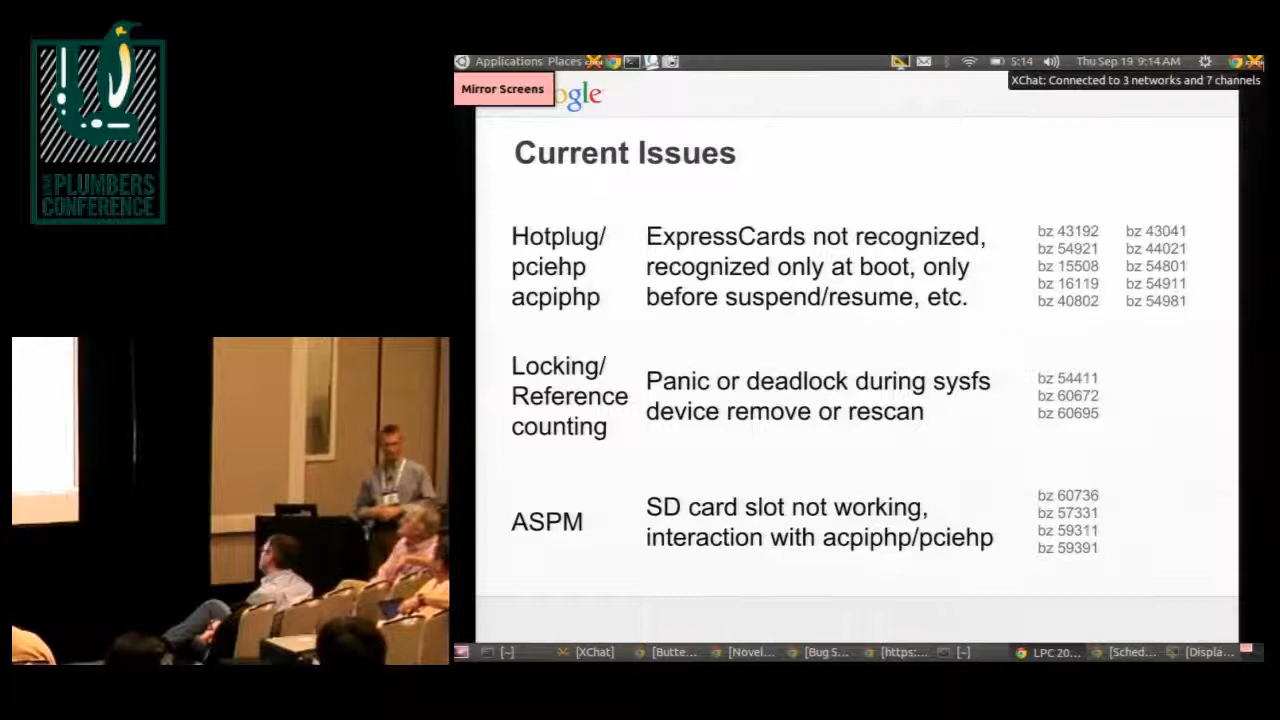 PLUMBERS
CONFERENCE
Applications Places
5:14
Thu Sep 19 9:14 AM
Mirror Screens
ogle
XChat: Connected to 3 networks and 7 channels
Current Issues
Hotplug/
pciehp
acpiphp
ExpressCards not recognized,
recognized only at boot, only
before suspend/resume, etc.
bz 43192 bz 43041
bz 54921 bz 44021
bz 15508 bz 54801
bz 16119 bz 54911
bz 40802 bz 54981
Locking/
Reference
counting
Panic or deadlock during sysfs
device remove or rescan
bz 54411
bz 60672
bz 60695
ASPM
SD card slot not working,
interaction with acpiphp/pciehp
bz 60736
bz 57331
bz 59311
bz 59391
[~] [XChat] [Butte... [Novel... [Bug S... [https:... [~] LPC 20... [Sched... [Displa...